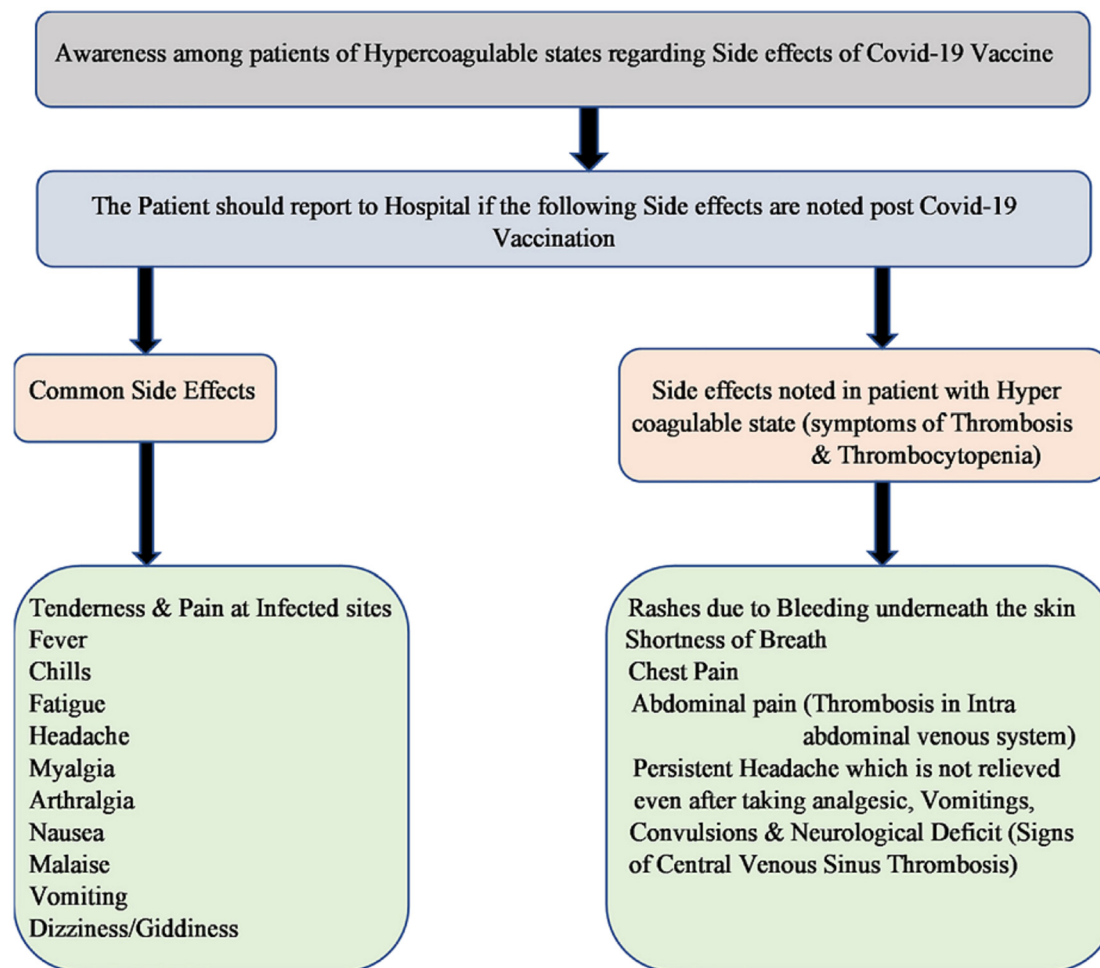 Awareness among patients of Hypercoagulable states regarding Side effects of Covid-19 Vaccine
The Patient should report to Hospital if the following Side effects are noted post Covid-19
Vaccination
Common Side Effects
Side effects noted in patient with Hyper
coagulable state (symptoms of Thrombosis
& Thrombocytopenia)
Tenderness & Pain at Infected sites
Fever
Chills
Fatigue
Headache
Myalgia
Arthralgia
Nausea
Malaise
Vomiting
Dizziness/Giddiness
Rashes due to Bleeding underneath the skin
Shortness of Breath
Chest Pain
Abdominal pain (Thrombosis in Intra
abdominal venous system)
Persistent Headache which is not relieved
even after taking analgesic, Vomitings,
Convulsions & Neurological Deficit (Signs
of Central Venous Sinus Thrombosis)